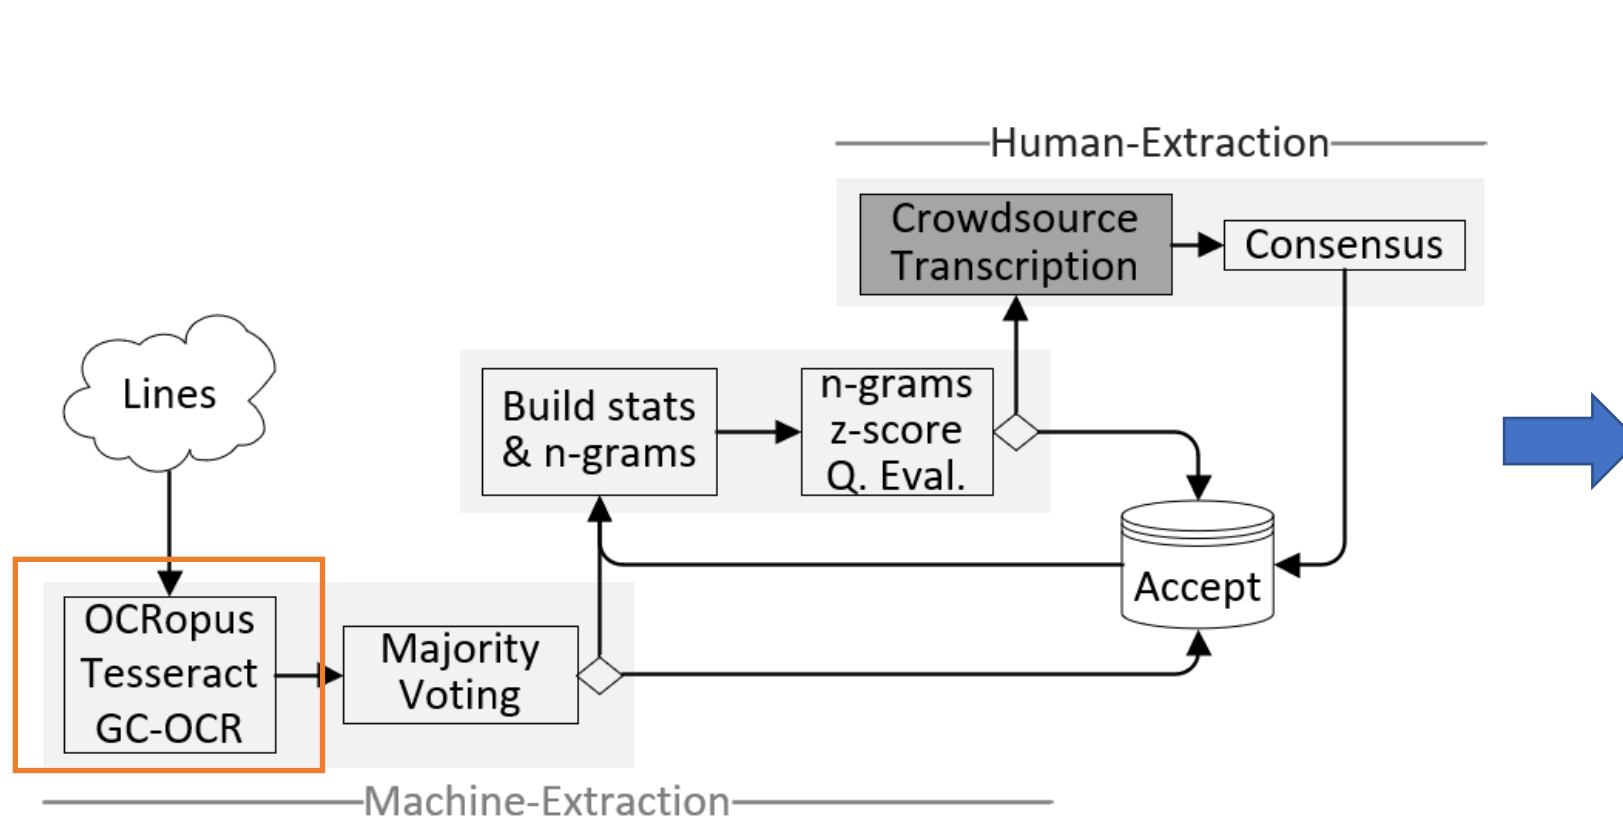 Human-Extraction
Crowdsource
Transcription
Consensus
Lines
Build stats
& n-grams
n-grams
z-score
Q. Eval.
Accept
OCRopus
Tesseract
GC-OCR
Majority
Voting
Machine-Extraction